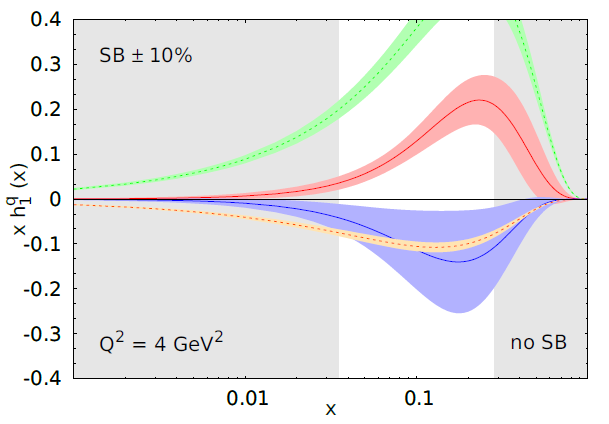 0.4
0.3
0.2
0.1
0
-0.1
-0.2
-0.3
-0.4
x h₁^q (x)
SB ± 10%
Q² = 4 GeV²
no SB
0.01
0.1
x